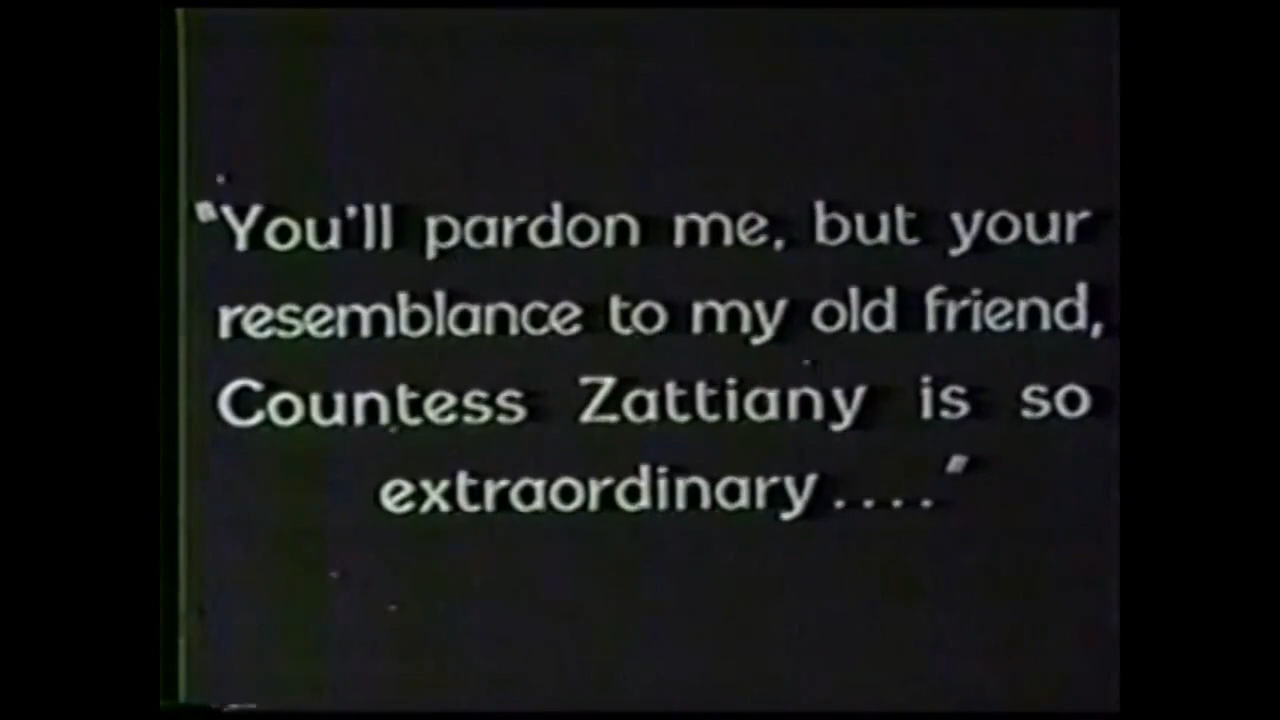 "You'll pardon me, but your
resemblance to my old friend,
Countess Zattiany is so
extraordinary...."